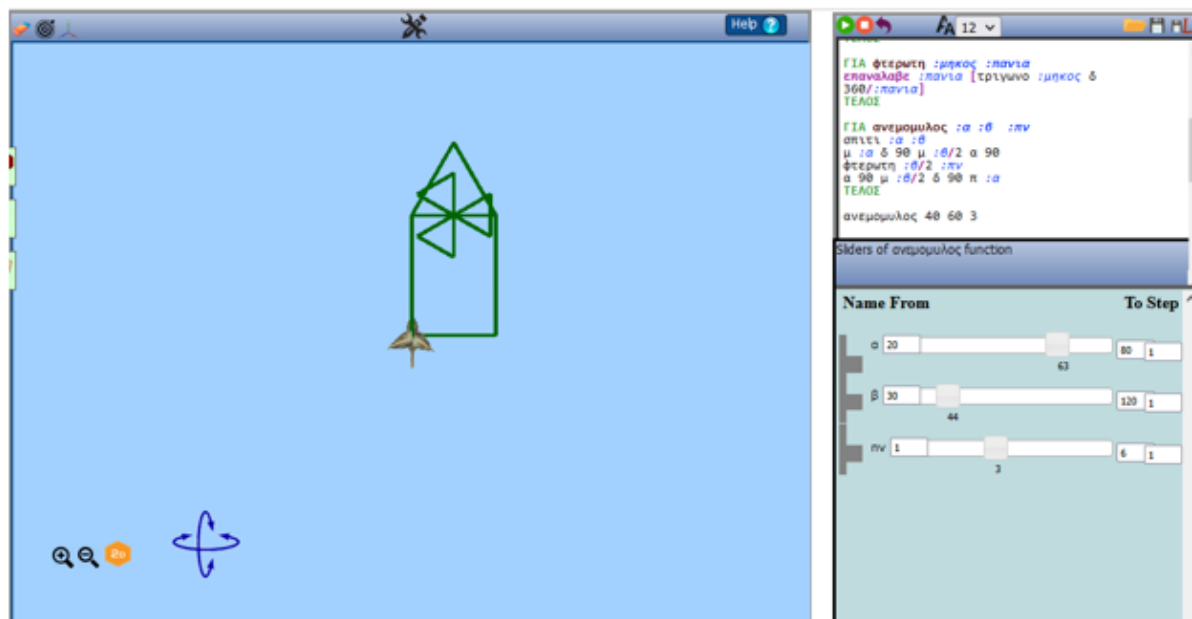 Help ?
12
ΤΕΛΟΣ
ΓΙΑ φτερωτη :μηκος :πανια
επαναλαβε :πανια [τριγωνο :μηκος δ
360/:πανια]
ΤΕΛΟΣ
ΓΙΑ ανεμομυλος :α :β :πν
σπιτι :α :β
μ :α δ 90 μ :β/2 α 90
φτερωτη :β/2 :πν
α 90 μ :β/2 δ 90 π :α
ΤΕΛΟΣ
ανεμομυλος 40 60 3
Sliders of ανεμομυλος function
Name From To Step
α 20 80 1
63
β 30 120 1
44
πν 1 6 1
3
2D